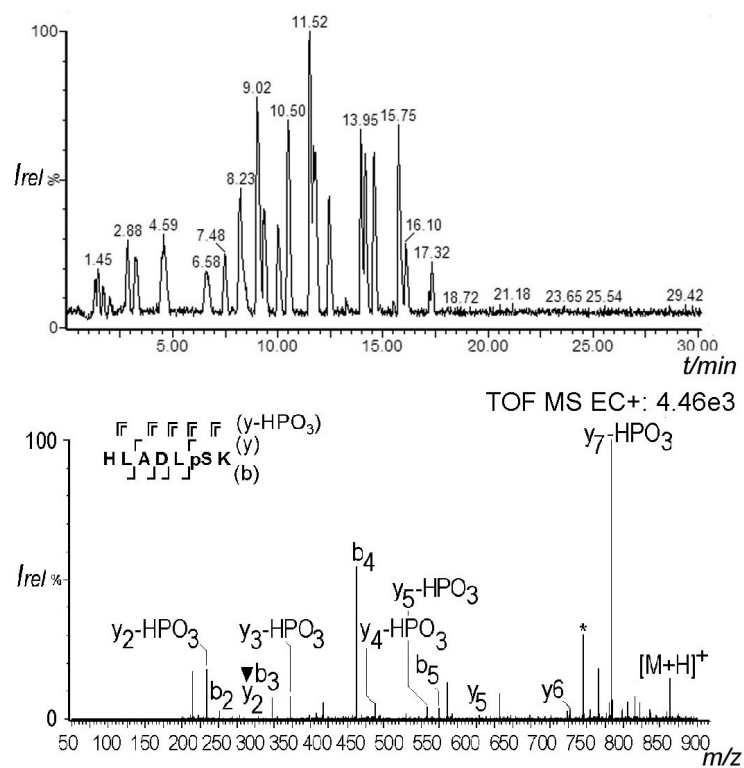 11.52
100
9.02
10.50
13.95 15.75
8.23
Irel %
2.88 4.59
7.48
16.10
1.45
6.58
17.32
18.72 21.18 23.65 25.54 29.42
0
5.00 10.00 15.00 20.00 25.00 30.00
t/min
TOF MS EC+: 4.46e3
y7-HPO3
100
(y-HPO3)
(y)
H L A D L pS K
(b)
b4
Irel %
y5-HPO3
y2-HPO3 y3-HPO3 y4-HPO3 *
▼b3 b5 [M+H]+
b2 y2 y5 y6
0
50 100 150 200 250 300 350 400 450 500 550 600 650 700 750 800 850 900
m/z